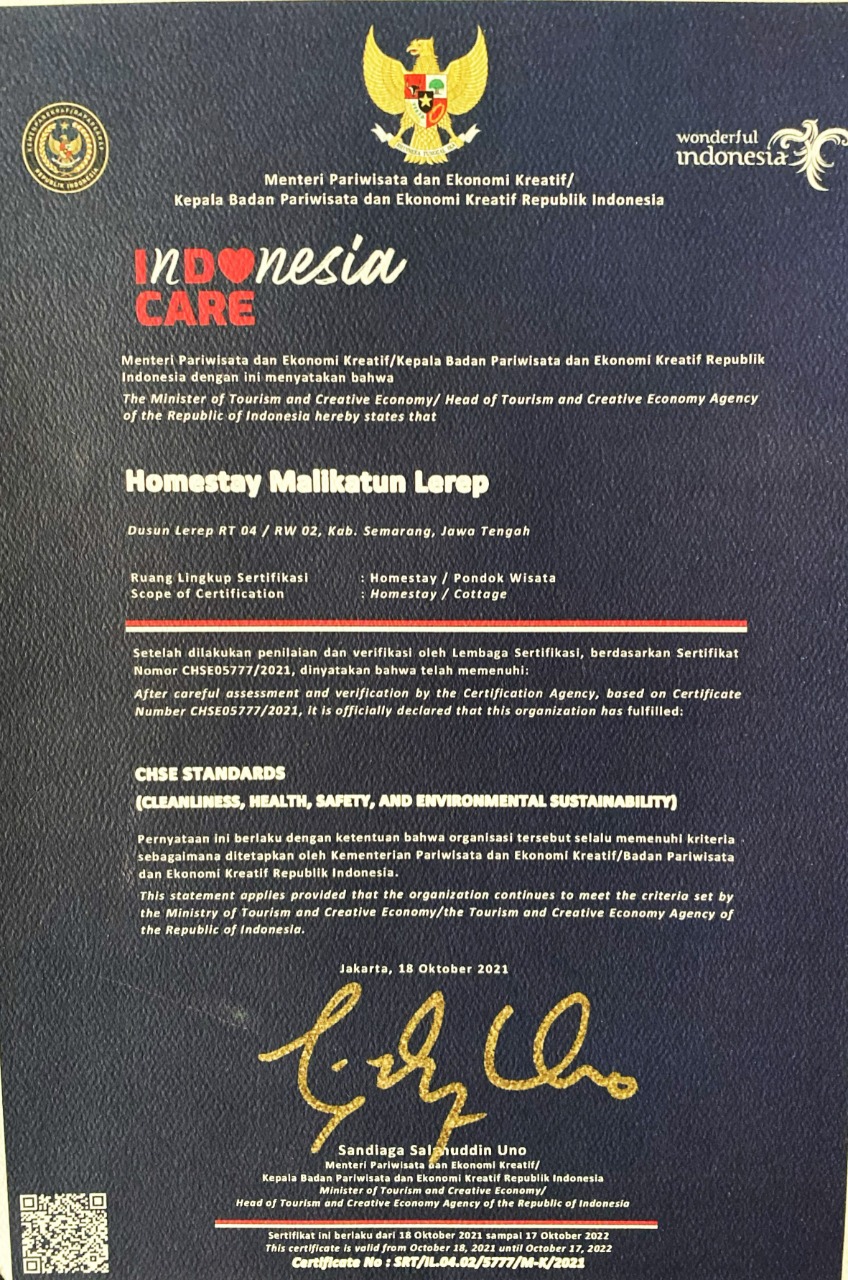 KEMENPAREKRAF/BAPAREKRAF
REPUBLIK INDONESIA
wonderful
indonesia
Menteri Pariwisata dan Ekonomi Kreatif/
Kepala Badan Pariwisata dan Ekonomi Kreatif Republik Indonesia
INDONesia
CARE
Menteri Pariwisata dan Ekonomi Kreatif/Kepala Badan Pariwisata dan Ekonomi Kreatif Republik
Indonesia dengan ini menyatakan bahwa
The Minister of Tourism and Creative Economy/ Head of Tourism and Creative Economy Agency
of the Republic of Indonesia hereby states that
Homestay Malikatun Lerep
Dusun Lerep RT 04 / RW 02, Kab. Semarang, Jawa Tengah
Ruang Lingkup Sertifikasi : Homestay / Pondok Wisata
Scope of Certification : Homestay / Cottage
Setelah dilakukan penilaian dan verifikasi oleh Lembaga Sertifikasi, berdasarkan Sertifikat
Nomor CHSE05777/2021, dinyatakan bahwa telah memenuhi:
After careful assessment and verification by the Certification Agency, based on Certificate
Number CHSE05777/2021, it is officially declared that this organization has fulfilled:
CHSE STANDARDS
(CLEANLINESS, HEALTH, SAFETY, AND ENVIRONMENTAL SUSTAINABILITY)
Pernyataan ini berlaku dengan ketentuan bahwa organisasi tersebut selalu memenuhi kriteria
sebagaimana ditetapkan oleh Kementerian Pariwisata dan Ekonomi Kreatif/Badan Pariwisata
dan Ekonomi Kreatif Republik Indonesia.
This statement applies provided that the organization continues to meet the criteria set by
the Ministry of Tourism and Creative Economy/the Tourism and Creative Economy Agency of
the Republic of Indonesia.
Jakarta, 18 Oktober 2021
Sandiaga Salahuddin Uno
Menteri Pariwisata dan Ekonomi Kreatif/
Kepala Badan Pariwisata dan Ekonomi Kreatif Republik Indonesia
Minister of Tourism and Creative Economy/
Head of Tourism and Creative Economy Agency of the Republic of Indonesia
Sertifikat ini berlaku dari 18 Oktober 2021 sampai 17 Oktober 2022
This certificate is valid from October 18, 2021 until October 17, 2022
Certificate No : SRT/IL.04.02/5777/M-K/2021